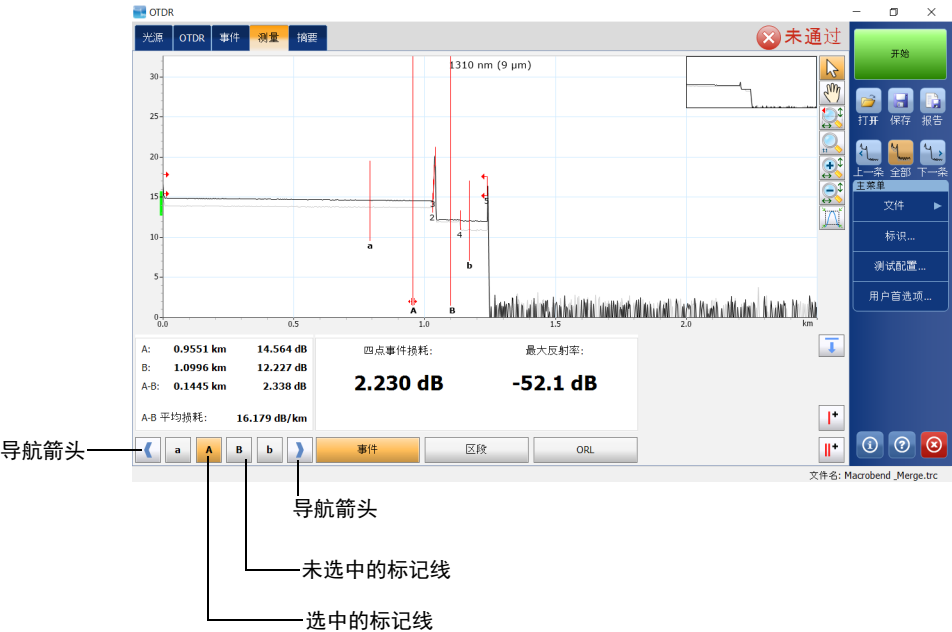 OTDR
光源 OTDR 事件 测量 摘要
未通过
开始
1310 nm (9 µm)
30
25
20
15
10
5
0
0.0 0.5 1.0 1.5 2.0 km
a A B b
2 3 4 5
打开 保存 报告
上一条 全部 下一条
主菜单
文件
标识...
测试配置...
用户首选项...
A: 0.9551 km 14.564 dB
B: 1.0996 km 12.227 dB
A-B: 0.1445 km 2.338 dB
A-B 平均损耗: 16.179 dB/km
四点事件损耗: 最大反射率:
2.230 dB -52.1 dB
a A B b
事件 区段 ORL
文件名: Macrobend _Merge.trc
导航箭头
导航箭头
未选中的标记线
选中的标记线